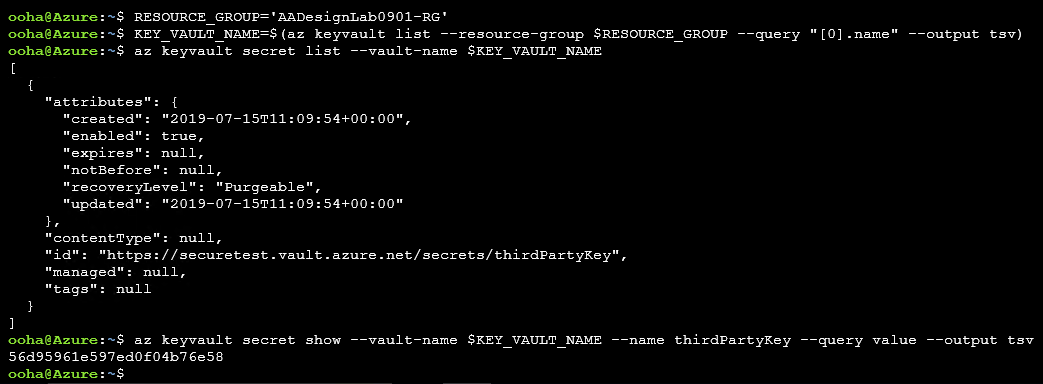 ooha@Azure:~$ RESOURCE_GROUP='AADesignLab0901-RG'
ooha@Azure:~$ KEY_VAULT_NAME=$(az keyvault list --resource-group $RESOURCE_GROUP --query "[0].name" --output tsv)
ooha@Azure:~$ az keyvault secret list --vault-name $KEY_VAULT_NAME
[
  {
    "attributes": {
      "created": "2019-07-15T11:09:54+00:00",
      "enabled": true,
      "expires": null,
      "notBefore": null,
      "recoveryLevel": "Purgeable",
      "updated": "2019-07-15T11:09:54+00:00"
    },
    "contentType": null,
    "id": "https://securetest.vault.azure.net/secrets/thirdPartyKey",
    "managed": null,
    "tags": null
  }
]
ooha@Azure:~$ az keyvault secret show --vault-name $KEY_VAULT_NAME --name thirdPartyKey --query value --output tsv
56d95961e597ed0f04b76e58
ooha@Azure:~$